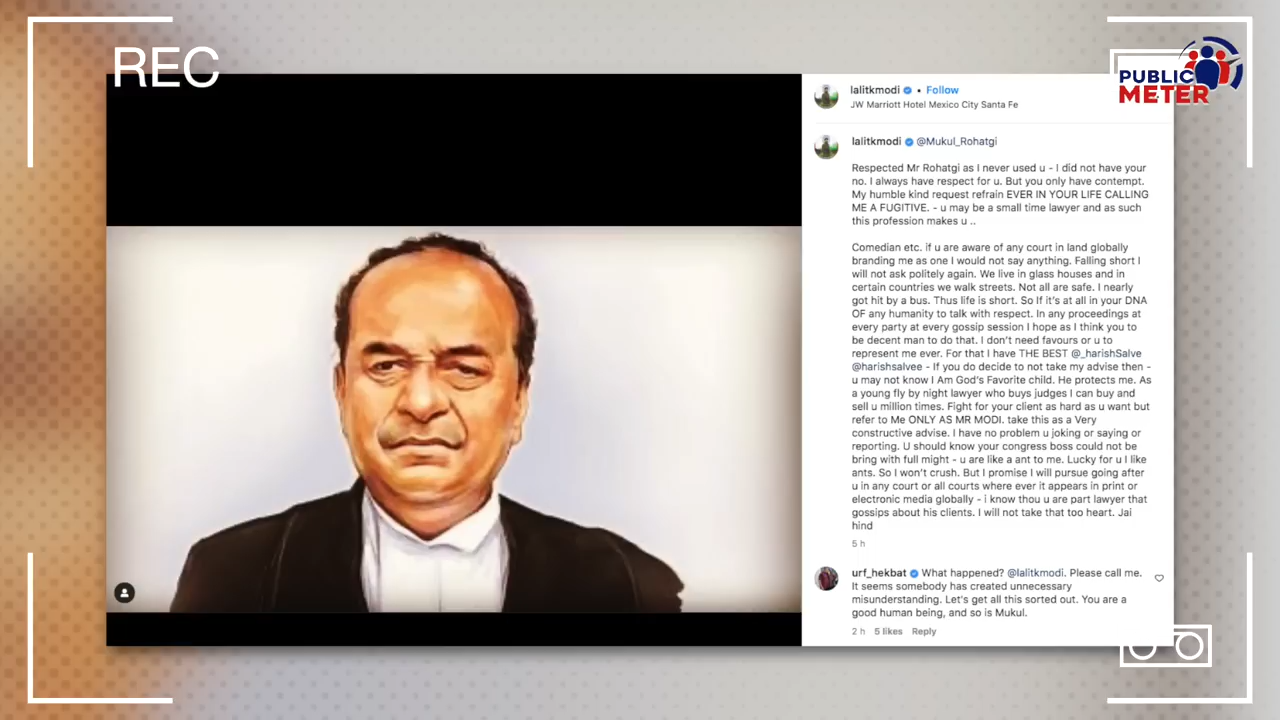 REC
PUBLIC
METER
lalitkmodi • Follow
JW Marriott Hotel Mexico City Santa Fe
lalitkmodi @Mukul_Rohatgi
Respected Mr Rohatgi as I never used u - I did not have your
no. I always have respect for u. But you only have contempt.
My humble kind request refrain EVER IN YOUR LIFE CALLING
ME A FUGITIVE. - u may be a small time lawyer and as such
this profession makes u ..
Comedian etc. if u are aware of any court in land globally
branding me as one I would not say anything. Falling short I
will not ask politely again. We live in glass houses and in
certain countries we walk streets. Not all are safe. I nearly
got hit by a bus. Thus life is short. So If it's at all in your DNA
OF any humanity to talk with respect. In any proceedings at
every party at every gossip session I hope as I think you to
be decent man to do that. I don't need favours or u to
represent me ever. For that I have THE BEST @_harishSalve
@harishsalvee - If you do decide to not take my advise then -
u may not know I Am God's Favorite child. He protects me. As
a young fly by night lawyer who buys judges I can buy and
sell u million times. Fight for your client as hard as u want but
refer to Me ONLY AS MR MODI. take this as a Very
constructive advise. I have no problem u joking or saying or
reporting. U should know your congress boss could not be
bring with full might - u are like a ant to me. Lucky for u I like
ants. So I won't crush. But I promise I will pursue going after
u in any court or all courts where ever it appears in print or
electronic media globally - i know thou u are part lawyer that
gossips about his clients. I will not take that too heart. Jai
hind
5 h
urf_hekbat What happened? @lalitkmodi. Please call me.
It seems somebody has created unnecessary
misunderstanding. Let's get all this sorted out. You are a
good human being, and so is Mukul.
2 h 5 likes Reply